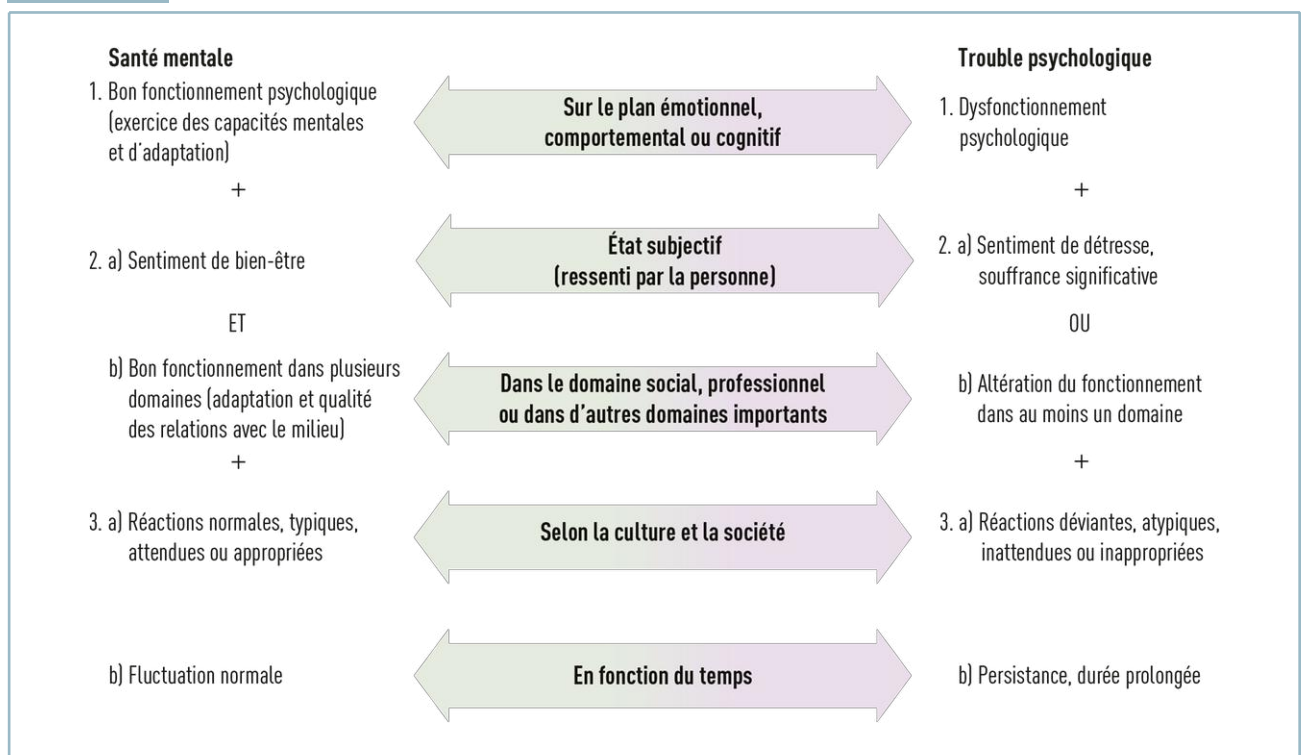 Santé mentale
Trouble psychologique
1. Bon fonctionnement psychologique
(exercice des capacités mentales
et d'adaptation)
Sur le plan émotionnel,
comportemental ou cognitif
1. Dysfonctionnement
psychologique
+
+
2. a) Sentiment de bien-être
État subjectif
(ressenti par la personne)
2. a) Sentiment de détresse,
souffrance significative
ET
OU
b) Bon fonctionnement dans plusieurs
domaines (adaptation et qualité
des relations avec le milieu)
Dans le domaine social, professionnel
ou dans d'autres domaines importants
b) Altération du fonctionnement
dans au moins un domaine
+
+
3. a) Réactions normales, typiques,
attendues ou appropriées
Selon la culture et la société
3. a) Réactions déviantes, atypiques,
inattendues ou inappropriées
b) Fluctuation normale
En fonction du temps
b) Persistance, durée prolongée